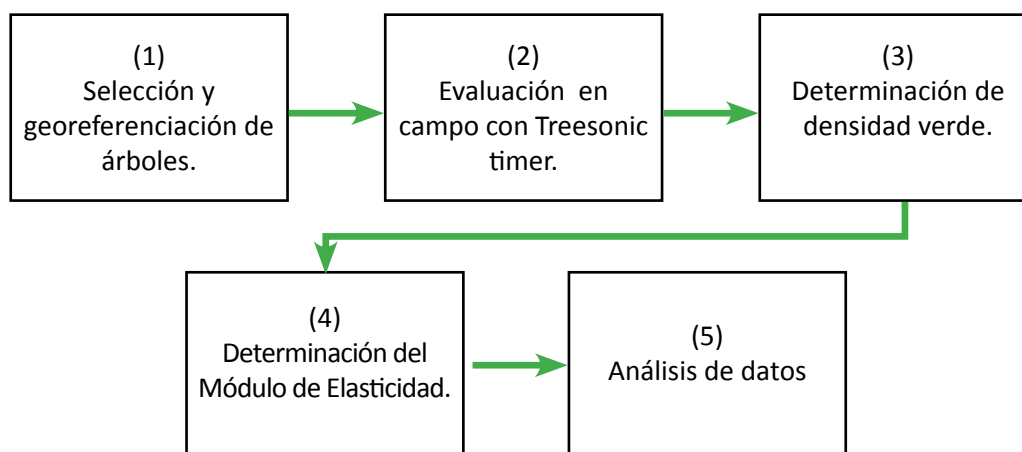 (1)
Selección y
georeferenciación de
árboles.
(2)
Evaluación en
campo con Treesonic
timer.
(3)
Determinación de
densidad verde.
(4)
Determinación del
Módulo de Elasticidad.
(5)
Análisis de datos